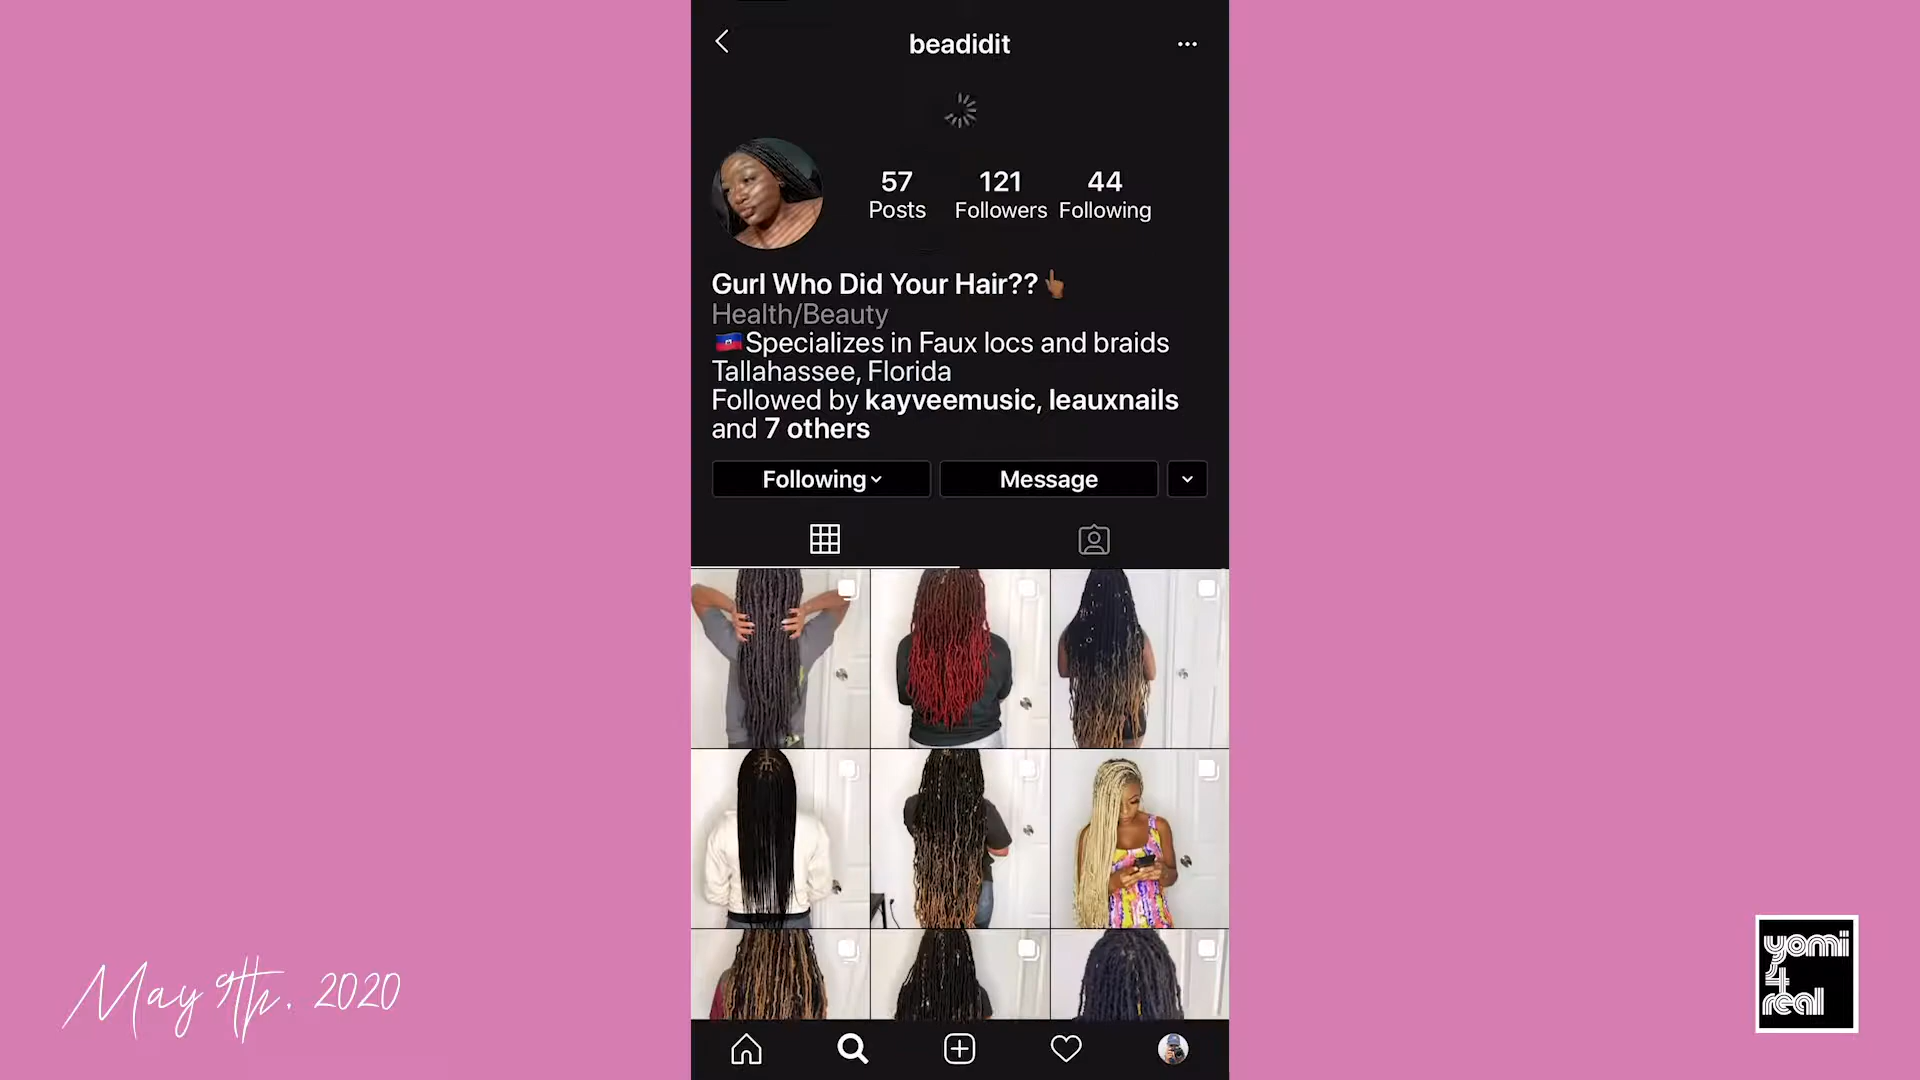 beadidit
57
Posts
121
Followers
44
Following
Gurl Who Did Your Hair??👆🏾
Health/Beauty
🇭🇹Specializes in Faux locs and braids
Tallahassee, Florida
Followed by kayveemusic, leauxnails
and 7 others
Following
Message
May 9th, 2020
yomi
4
real